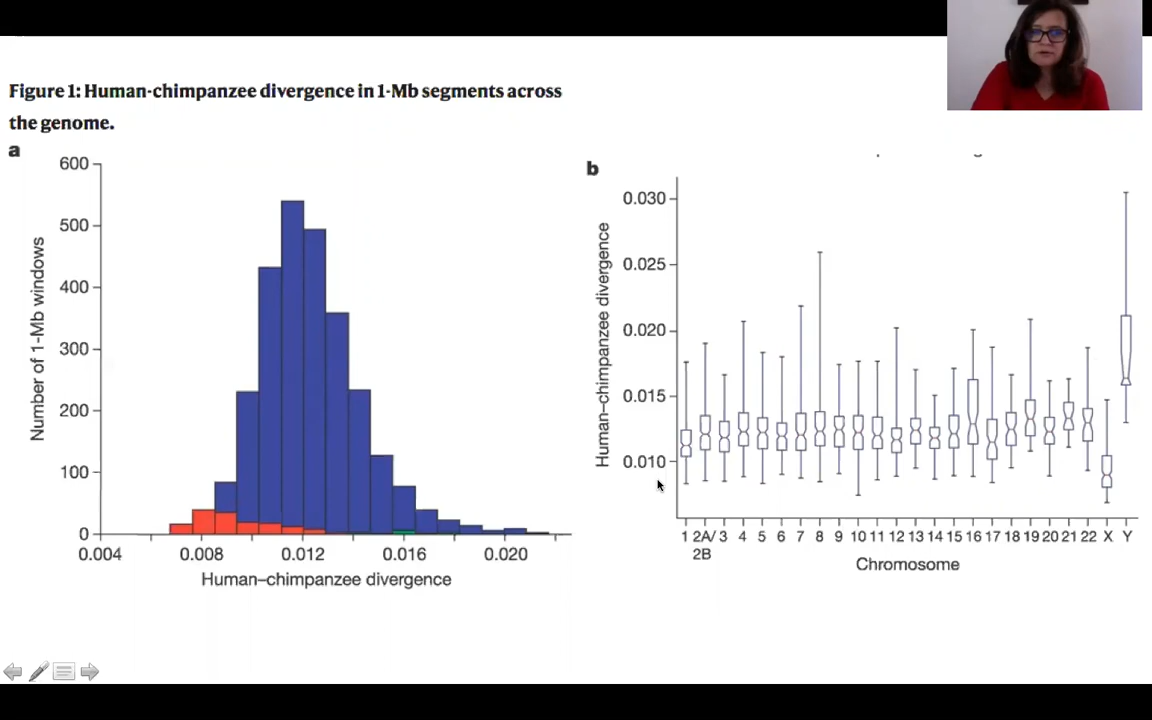 Figure 1: Human-chimpanzee divergence in 1-Mb segments across
the genome.
a
600
500
400
300
200
100
0
Number of 1-Mb windows
0.004
0.008
0.012
0.016
0.020
Human–chimpanzee divergence
b
0.030
0.025
0.020
0.015
0.010
Human–chimpanzee divergence
1 2A/ 3 4 5 6 7 8 9 10 11 12 13 14 15 16 17 18 19 20 21 22 X Y
2B
Chromosome